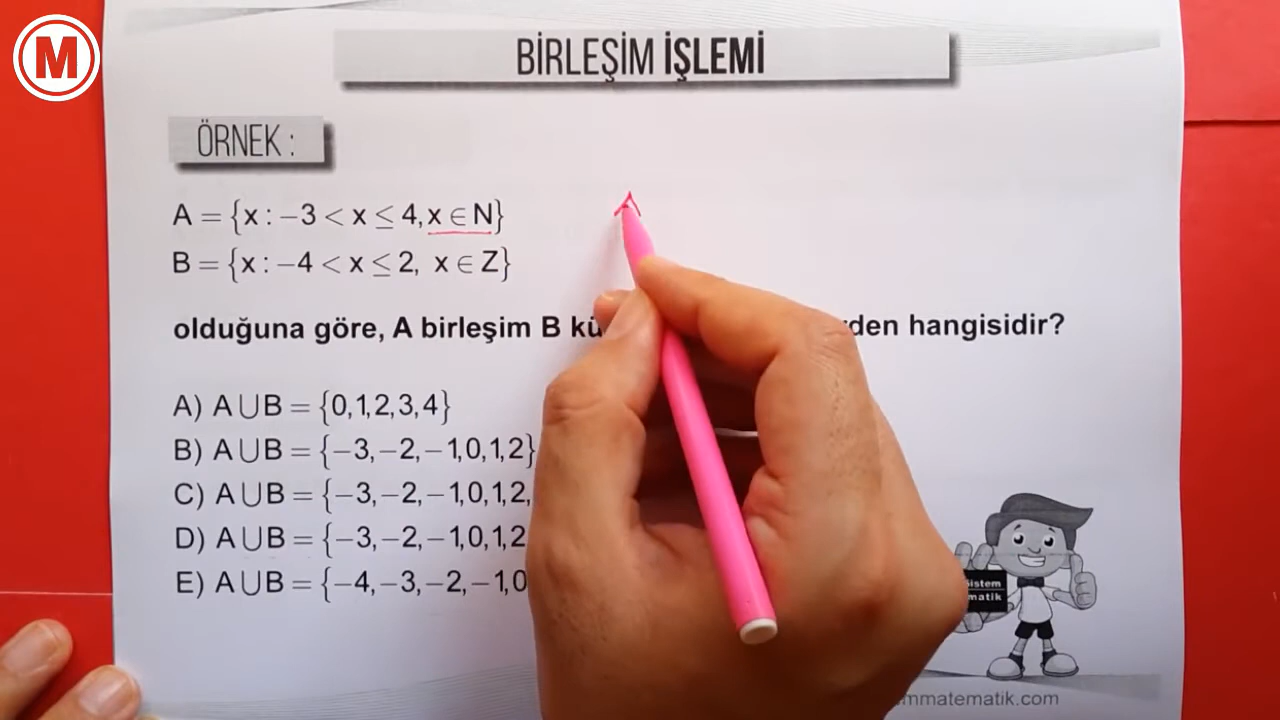 M
BİRLEŞİM İŞLEMİ
ÖRNEK :
A = {x : −3 < x ≤ 4, x ∈ N}
B = {x : −4 < x ≤ 2, x ∈ Z}
olduğuna göre, A birleşim B kü rden hangisidir?
A) A∪B = {0,1,2,3,4}
B) A∪B = {−3,−2,−1,0,1,2}
C) A∪B = {−3,−2,−1,0,1,2,
D) A∪B = {−3,−2,−1,0,1,2
E) A∪B = {−4,−3,−2,−1,0
Sistem
matik
mmatematik.com